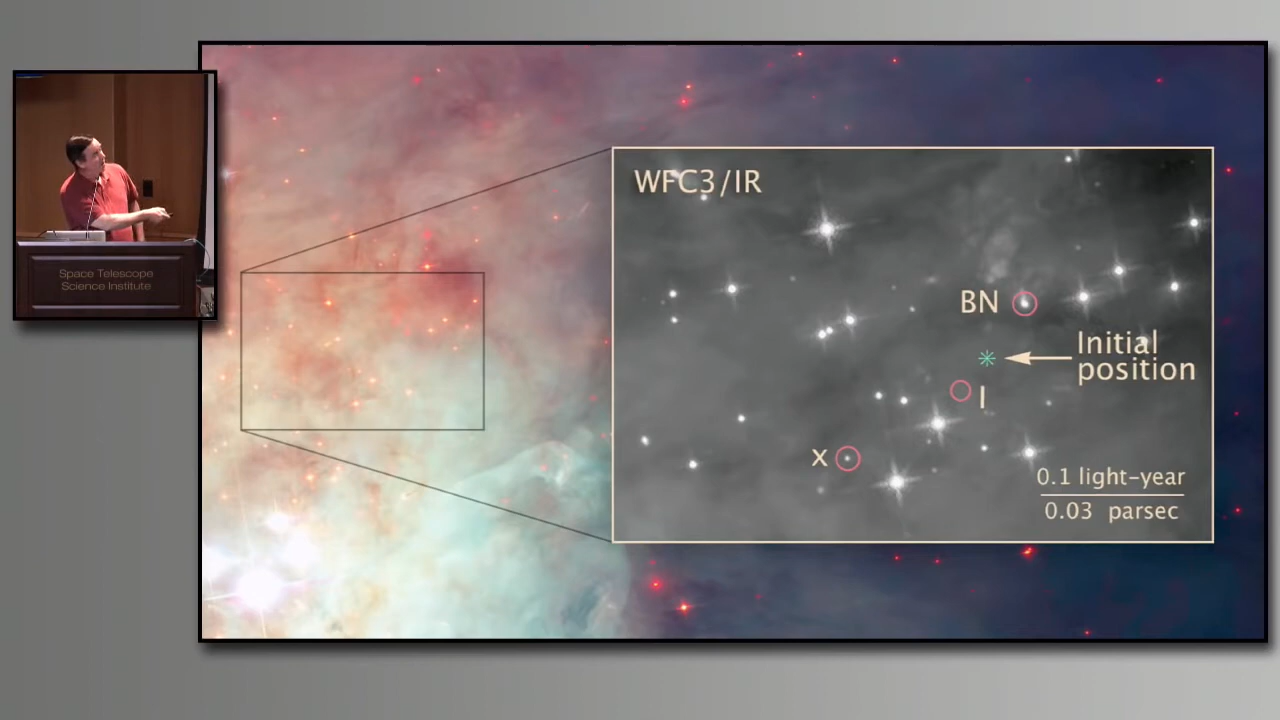 Space Telescope
Science Institute
WFC3/IR
BN
Initial
position
I
x
0.1 light-year
0.03 parsec